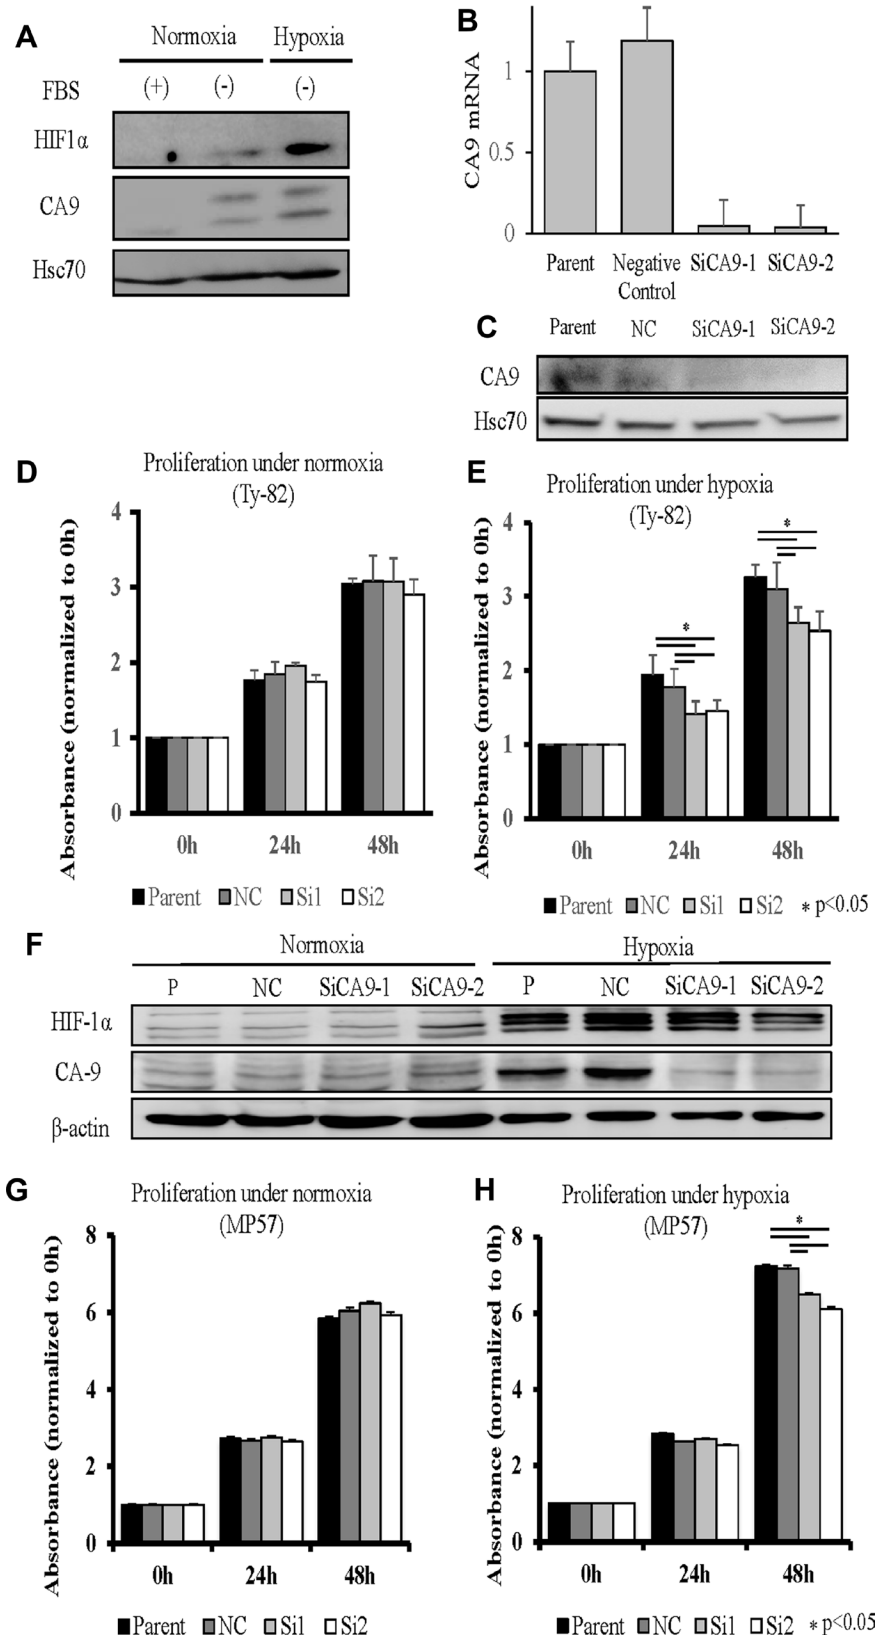 A
Normoxia Hypoxia
FBS (+) (-) (-)
HIF1α
CA9
Hsc70
B
CA9 mRNA
1
0.5
0
Parent Negative Control SiCA9-1 SiCA9-2
C
Parent NC SiCA9-1 SiCA9-2
CA9
Hsc70
D
Proliferation under normoxia
(Ty-82)
Absorbance (normalized to 0h)
4
3
2
1
0
0h 24h 48h
Parent NC Si1 Si2
E
Proliferation under hypoxia
(Ty-82)
Absorbance (normalized to 0h)
4
3
2
1
0
*
*
0h 24h 48h
Parent NC Si1 Si2 * p<0.05
F
Normoxia Hypoxia
P NC SiCA9-1 SiCA9-2 P NC SiCA9-1 SiCA9-2
HIF-1α
CA-9
β-actin
G
Proliferation under normoxia
(MP57)
Absorbance (normalized to 0h)
8
6
4
2
0
0h 24h 48h
Parent NC Si1 Si2
H
Proliferation under hypoxia
(MP57)
Absorbance (normalized to 0h)
8
6
4
2
0
*
0h 24h 48h
Parent NC Si1 Si2 * p<0.05